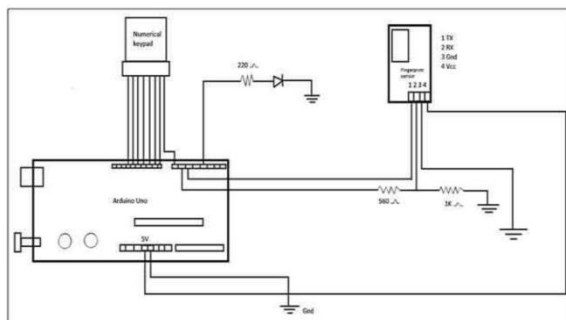 Numerical
keypad
220
1 TX
2 RX
3 Gnd
4 Vcc
Fingerprint
sensor
1 2 3 4
Arduino Uno
560
1K
5V
Gnd